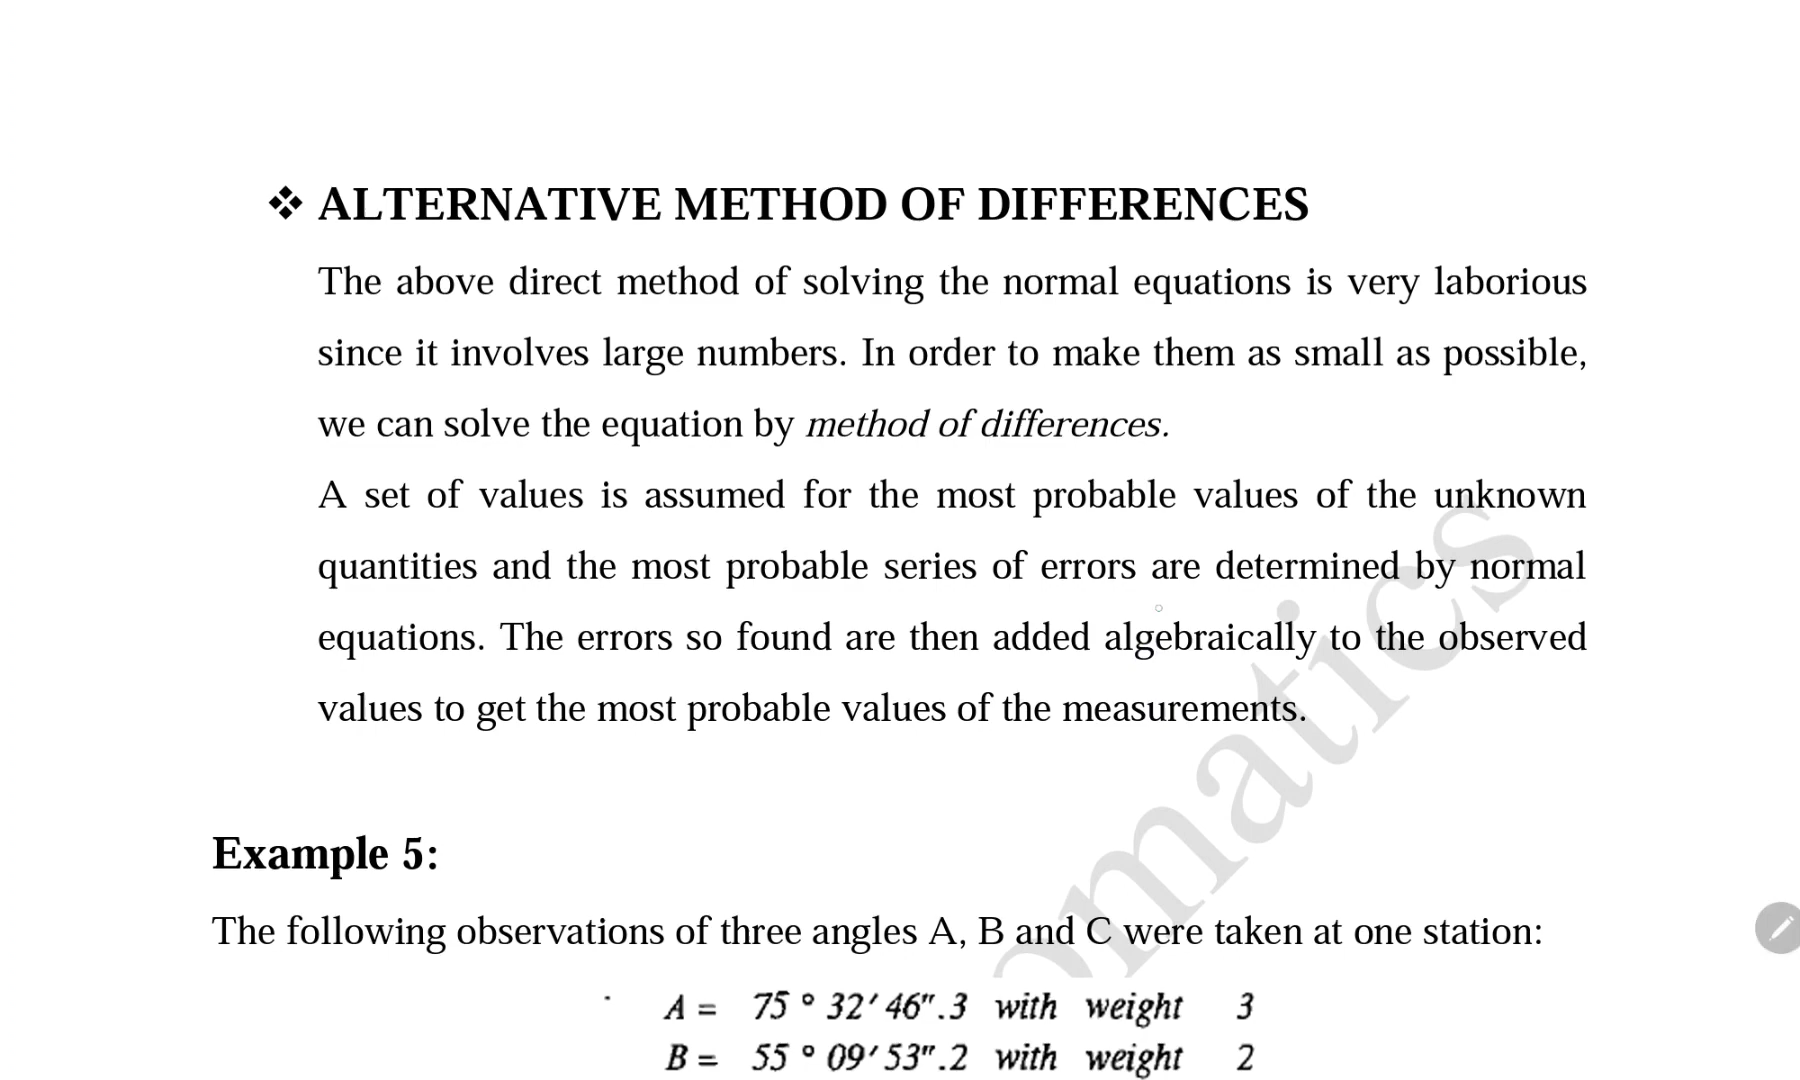 ❖ ALTERNATIVE METHOD OF DIFFERENCES
The above direct method of solving the normal equations is very laborious
since it involves large numbers. In order to make them as small as possible,
we can solve the equation by method of differences.
A set of values is assumed for the most probable values of the unknown
quantities and the most probable series of errors are determined by normal
equations. The errors so found are then added algebraically to the observed
values to get the most probable values of the measurements.
Example 5:
The following observations of three angles A, B and C were taken at one station:
A = 75 ° 32′ 46″.3 with weight 3
B = 55 ° 09′ 53″.2 with weight 2
matics